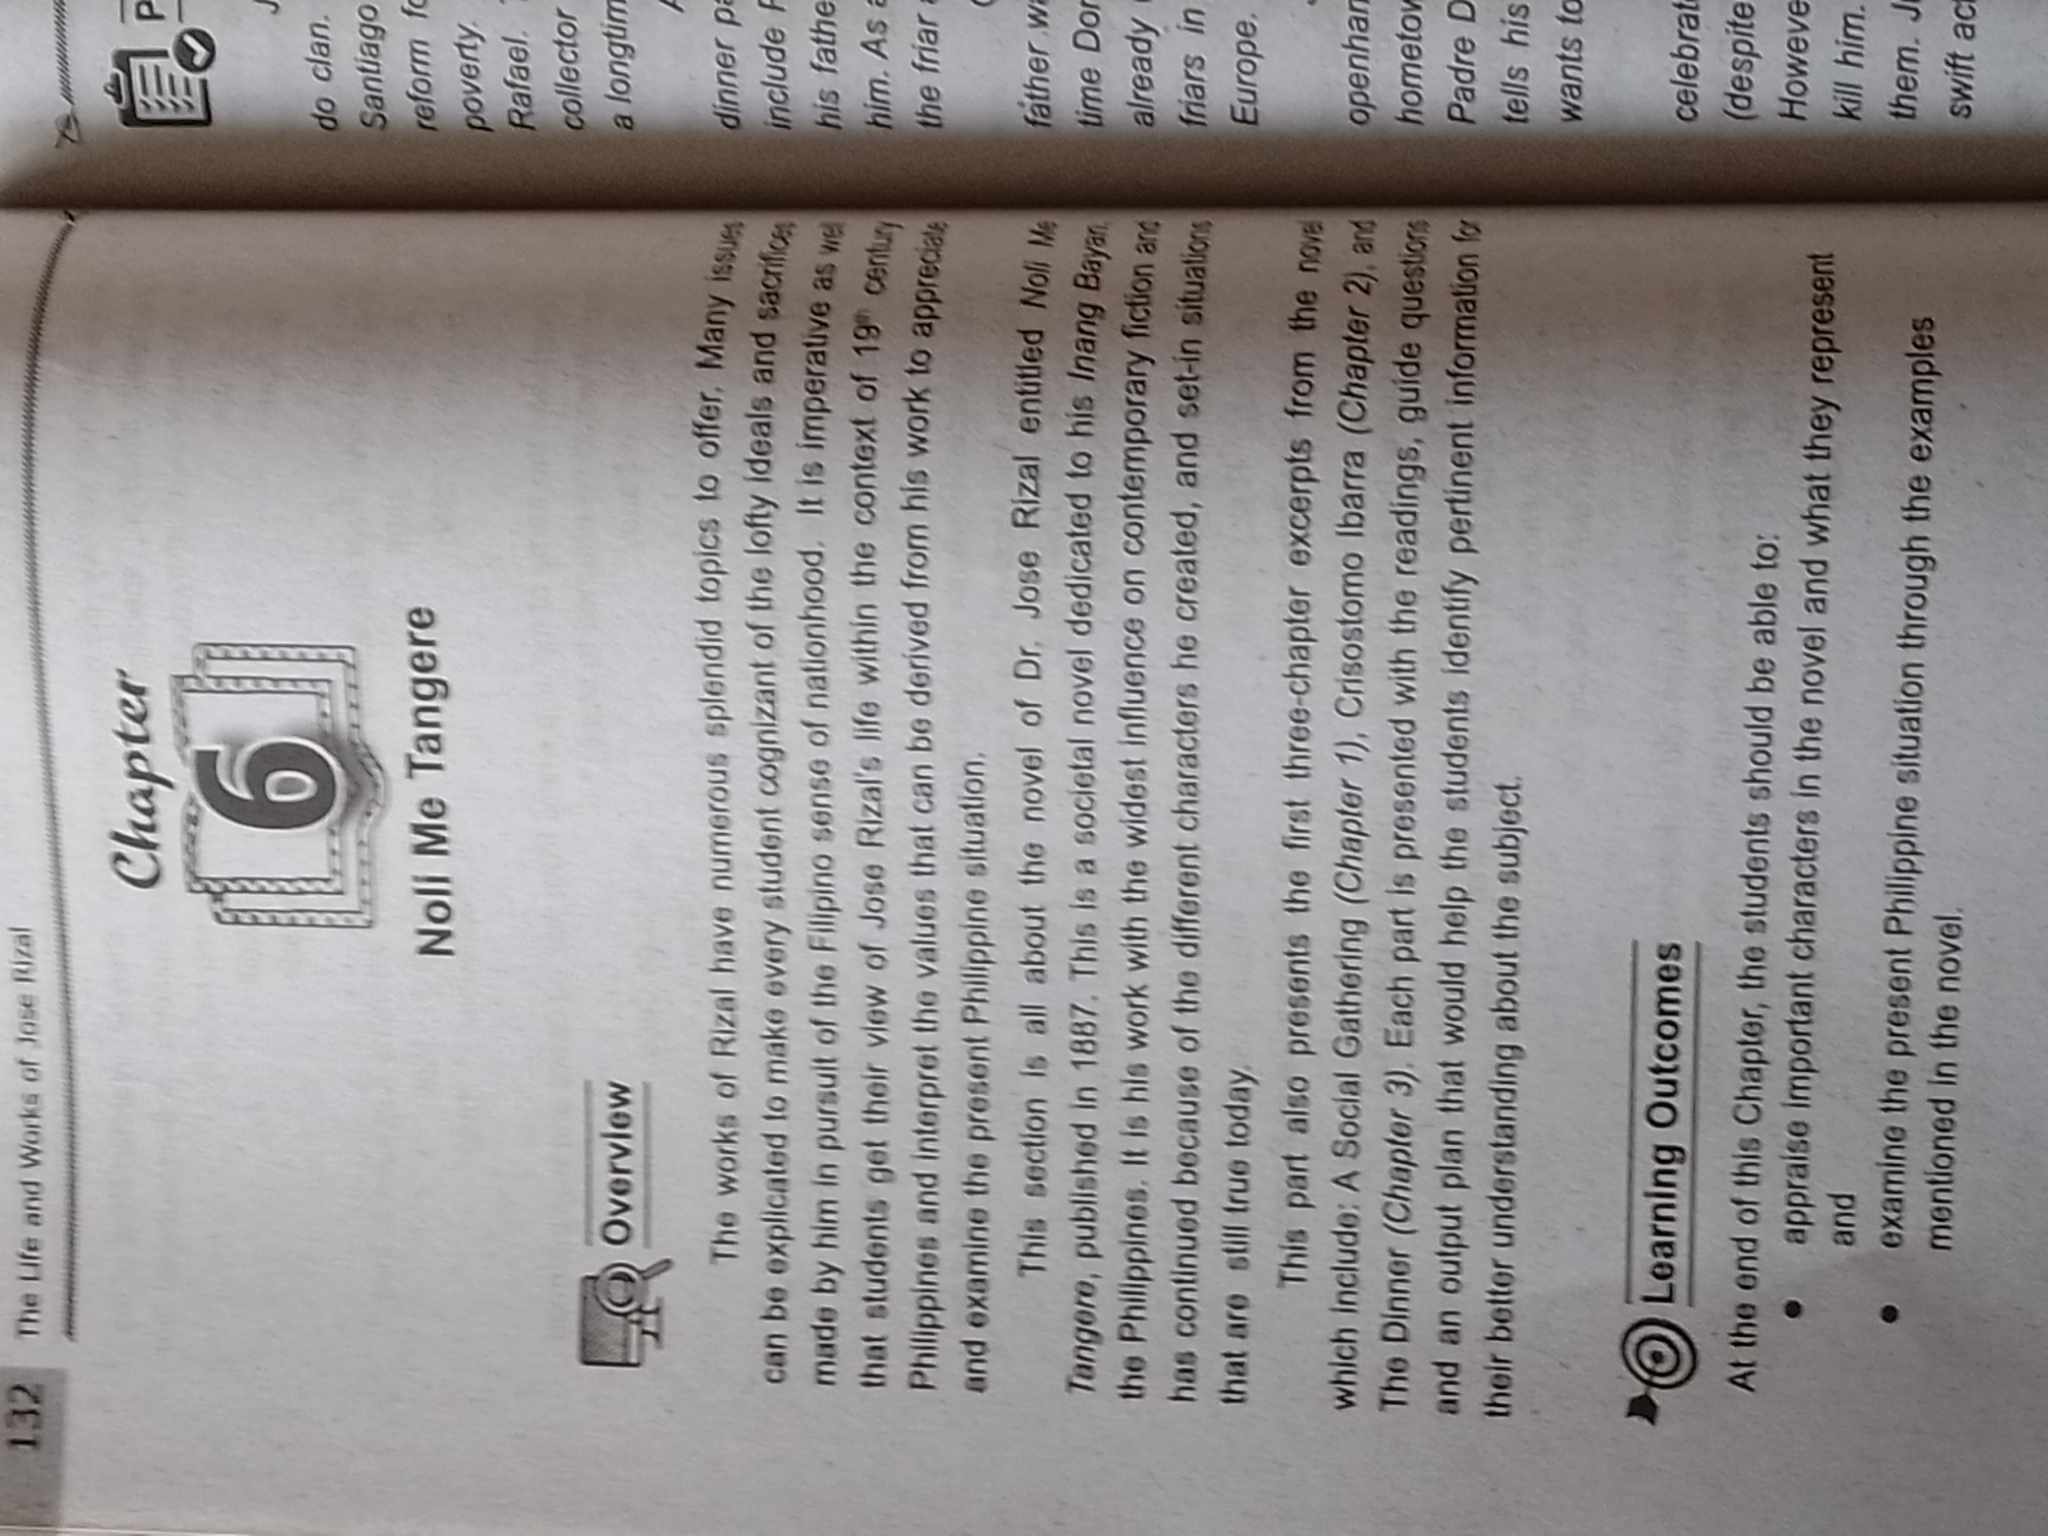 132
The Life and Works of Jose Rizal
Chapter
6
Noli Me Tangere
Overview
The works of Rizal have numerous splendid topics to offer. Many issues
can be explicated to make every student cognizant of the lofty ideals and sacrifices
made by him in pursuit of the Filipino sense of nationhood. It is imperative as well
that students get their view of Jose Rizal's life within the context of 19th century
Philippines and interpret the values that can be derived from his work to appreciate
and examine the present Philippine situation.
This section is all about the novel of Dr. Jose Rizal entitled Noli Me
Tangere, published in 1887. This is a societal novel dedicated to his Inang Bayan,
the Philippines. It is his work with the widest influence on contemporary fiction and
has continued because of the different characters he created, and set-in situations
that are still true today.
This part also presents the first three-chapter excerpts from the novel
which include: A Social Gathering (Chapter 1), Crisostomo Ibarra (Chapter 2), and
The Dinner (Chapter 3). Each part is presented with the readings, guide questions
and an output plan that would help the students identify pertinent information for
their better understanding about the subject.
Learning Outcomes
At the end of this Chapter, the students should be able to:
• appraise important characters in the novel and what they represent
and
• examine the present Philippine situation through the examples
mentioned in the novel.
P
do clan.
Santiago
reform
poverty.
Rafael.
collector
a longtim
dinner
include
his fathe
him. As
the friar
father
time Don
already
friars in
Europe.
openhan
hometow
Padre D
tells his
wants to
celebrat
(despite
Howeve
kill him.
them.
swift act